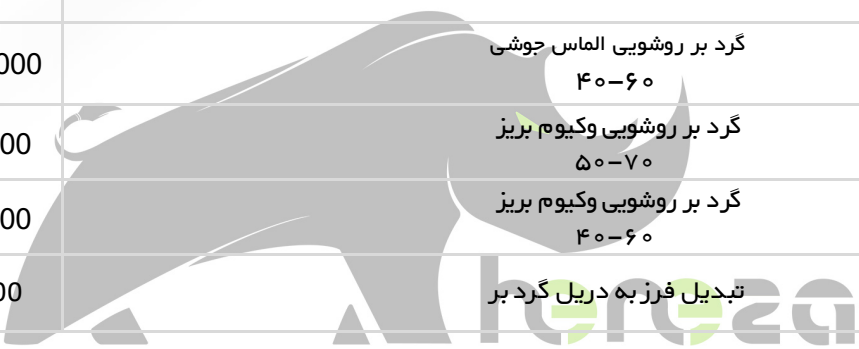 گرد بر روشویی الماس جوشی
۴۰-۶۰
000
گرد بر روشویی وکیوم بریز
۵۰-۷۰
00
گرد بر روشویی وکیوم بریز
۴۰-۶۰
00
تبدیل فرز به دریل گرد بر
00